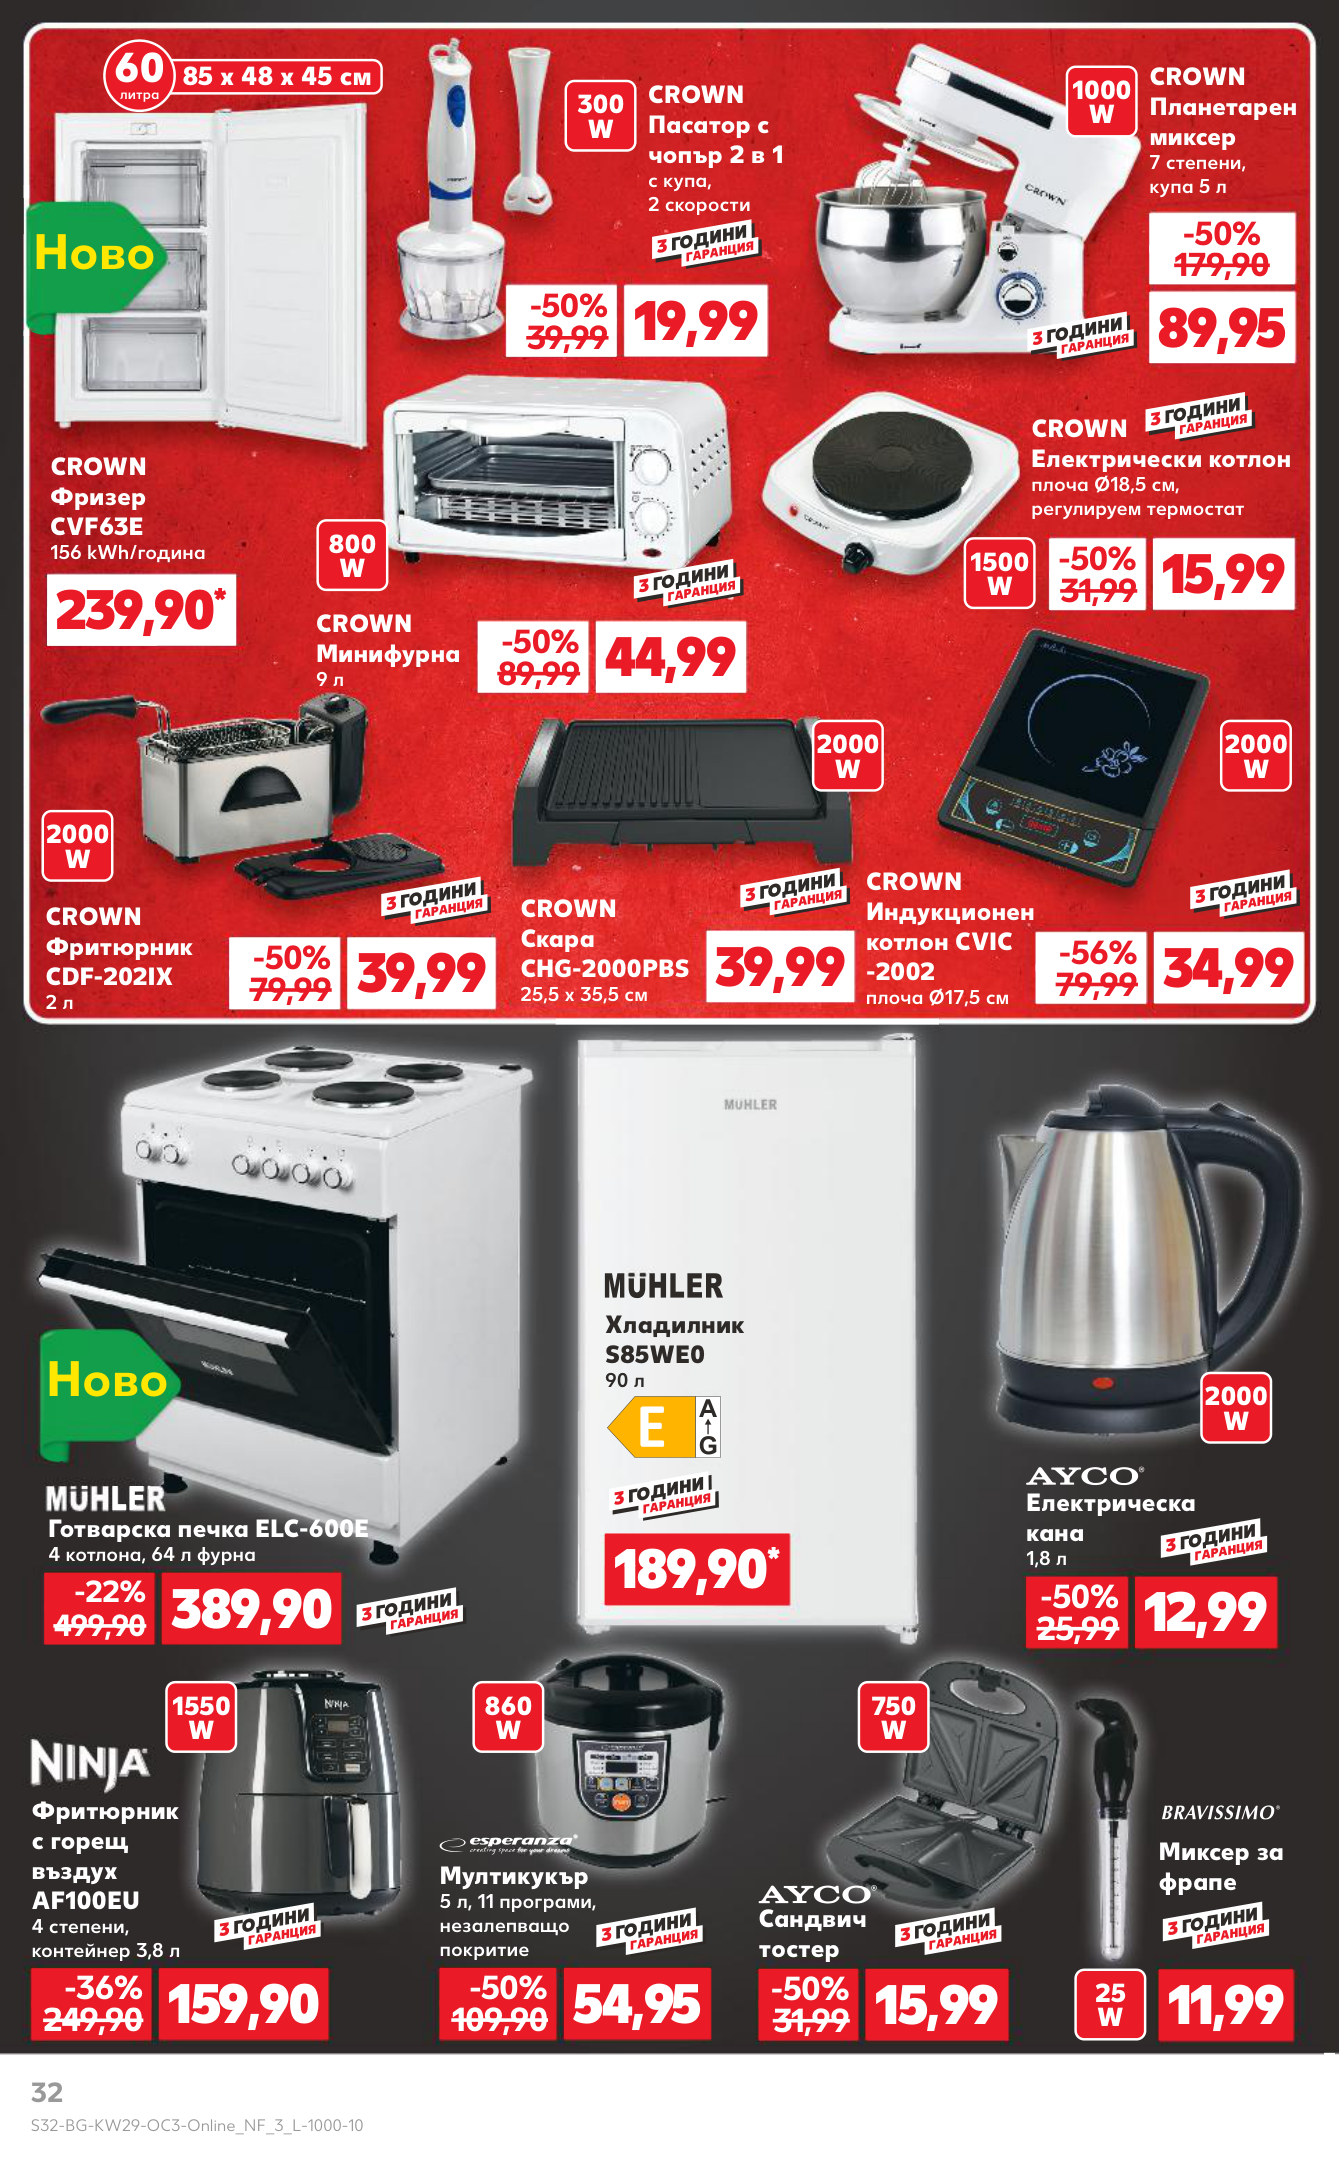 60
литра
85 x 48 x 45 см
Ново
CROWN
Фризер
CVF63E
156 kWh/година
239,90*
300
W
CROWN
Пасатор с
чопър 2 в 1
с купа,
2 скорости
3 ГОДИНИ
ГАРАНЦИЯ
-50%
39,99
19,99
1000
W
CROWN
Планетарен
миксер
7 степени,
купа 5 л
-50%
179,90
89,95
CROWN
3 ГОДИНИ
ГАРАНЦИЯ
800
W
CROWN
Минифурна
9 л
3 ГОДИНИ
ГАРАНЦИЯ
-50%
89,99
44,99
CROWN
3 ГОДИНИ
ГАРАНЦИЯ
Електрически котлон
плоча Ø18,5 см,
регулируем термостат
1500
W
-50%
31,99
15,99
2000
W
CROWN
Фритюрник
CDF-202IX
2 л
3 ГОДИНИ
ГАРАНЦИЯ
-50%
79,99
39,99
2000
W
CROWN
Скара
CHG-2000PBS
25,5 x 35,5 см
3 ГОДИНИ
ГАРАНЦИЯ
39,99
2000
W
CROWN
Индукционен
котлон CVIC
-2002
плоча Ø17,5 см
3 ГОДИНИ
ГАРАНЦИЯ
-56%
79,99
34,99
Ново
MÜHLER
Готварска печка ELC-600E
4 котлона, 64 л фурна
-22%
499,90
389,90
3 ГОДИНИ
ГАРАНЦИЯ
MÜHLER
MÜHLER
Хладилник
S85WE0
90 л
E
A
G
3 ГОДИНИ
ГАРАНЦИЯ
189,90*
2000
W
AYCO®
Електрическа
кана
1,8 л
3 ГОДИНИ
ГАРАНЦИЯ
-50%
25,99
12,99
1550
W
NINJA
NINJA
Фритюрник
с горещ
въздух
AF100EU
4 степени,
контейнер 3,8 л
3 ГОДИНИ
ГАРАНЦИЯ
-36%
249,90
159,90
860
W
esperanza®
creating space for your dreams
Мултикукър
5 л, 11 програми,
незалепващо
покритие
3 ГОДИНИ
ГАРАНЦИЯ
-50%
109,90
54,95
750
W
AYCO®
Сандвич
тостер
3 ГОДИНИ
ГАРАНЦИЯ
-50%
31,99
15,99
BRAVISSIMO®
Миксер за
фрапе
3 ГОДИНИ
ГАРАНЦИЯ
25
W
11,99
32
S32-BG-KW29-OC3-Online_NF_3_L-1000-10